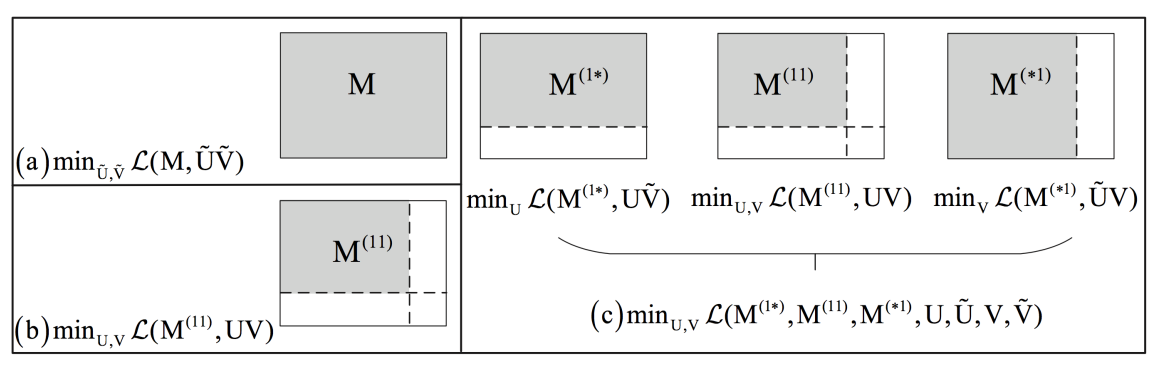 M
(a) min_{Ũ,Ṽ} ℒ(M, ŨṼ)
M^{(11)}
(b) min_{U,V} ℒ(M^{(11)}, UV)
M^{(1*)} M^{(11)} M^{(*1)}
min_U ℒ(M^{(1*)}, UṼ) min_{U,V} ℒ(M^{(11)}, UV) min_V ℒ(M^{(*1)}, ŨV)
(c) min_{U,V} ℒ(M^{(1*)}, M^{(11)}, M^{(*1)}, U, Ũ, V, Ṽ)